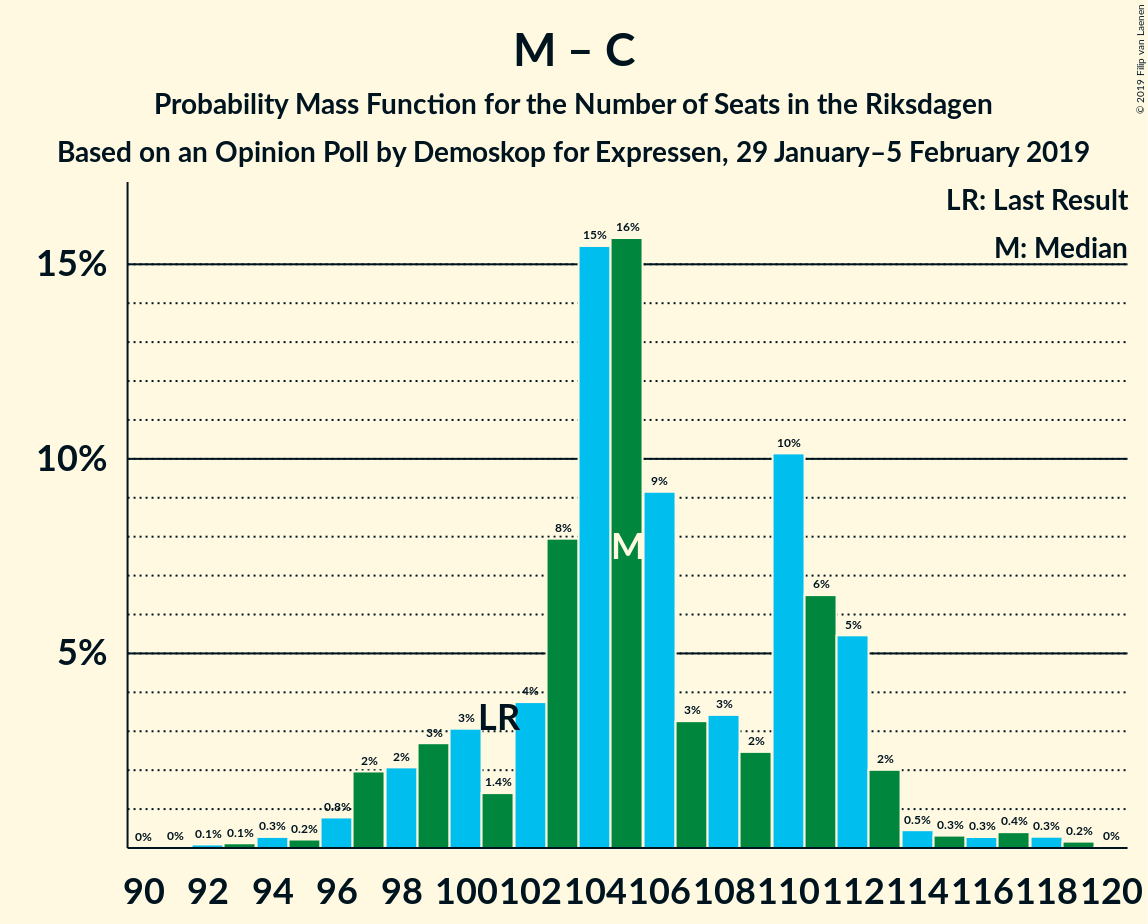 M – C
Probability Mass Function for the Number of Seats in the Riksdagen
Based on an Opinion Poll by Demoskop for Expressen, 29 January–5 February 2019
© 2019 Filip van Laenen
LR: Last Result
M: Median
15%
10%
5%
0% 0% 0.1% 0.1% 0.3% 0.2% 0.8% 2% 2% 3% 3% 1.4% 4% 8% 15% 16% 9% 3% 3% 2% 10% 6% 5% 2% 0.5% 0.3% 0.3% 0.4% 0.3% 0.2% 0%
LR
M
90 92 94 96 98 100 102 104 106 108 110 112 114 116 118 120